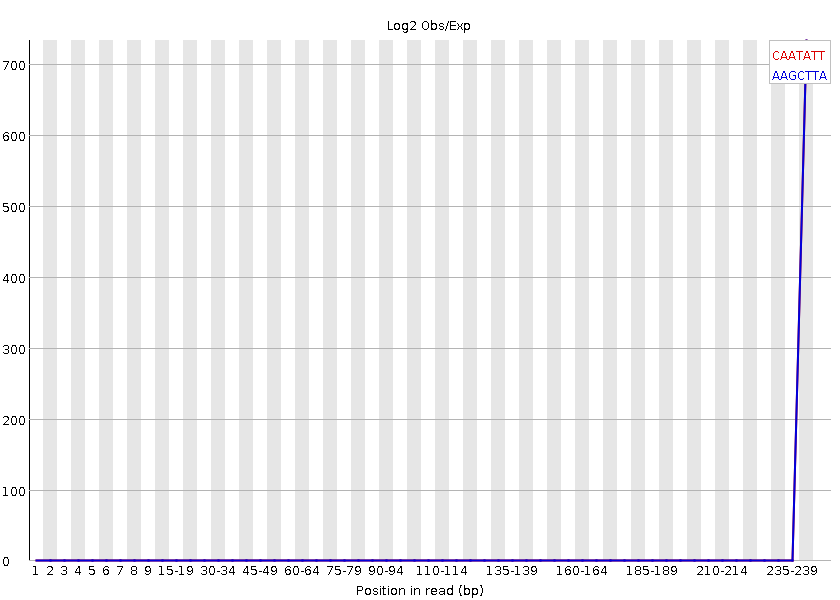 Log2 Obs/Exp
700
600
500
400
300
200
100
0
CAATATT
AAGCTTA
1 2 3 4 5 6 7 8 9 15-19 30-34 45-49 60-64 75-79 90-94 110-114 135-139 160-164 185-189 210-214 235-239
Position in read (bp)